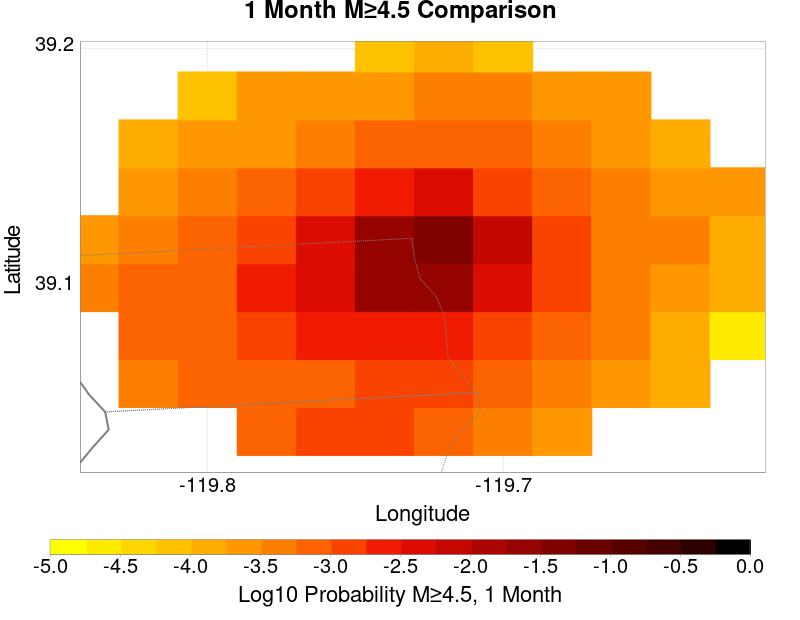 1 Month M≥4.5 Comparison
39.2
39.1
Latitude
-119.8 -119.7
Longitude
-5.0 -4.5 -4.0 -3.5 -3.0 -2.5 -2.0 -1.5 -1.0 -0.5 0.0
Log10 Probability M≥4.5, 1 Month